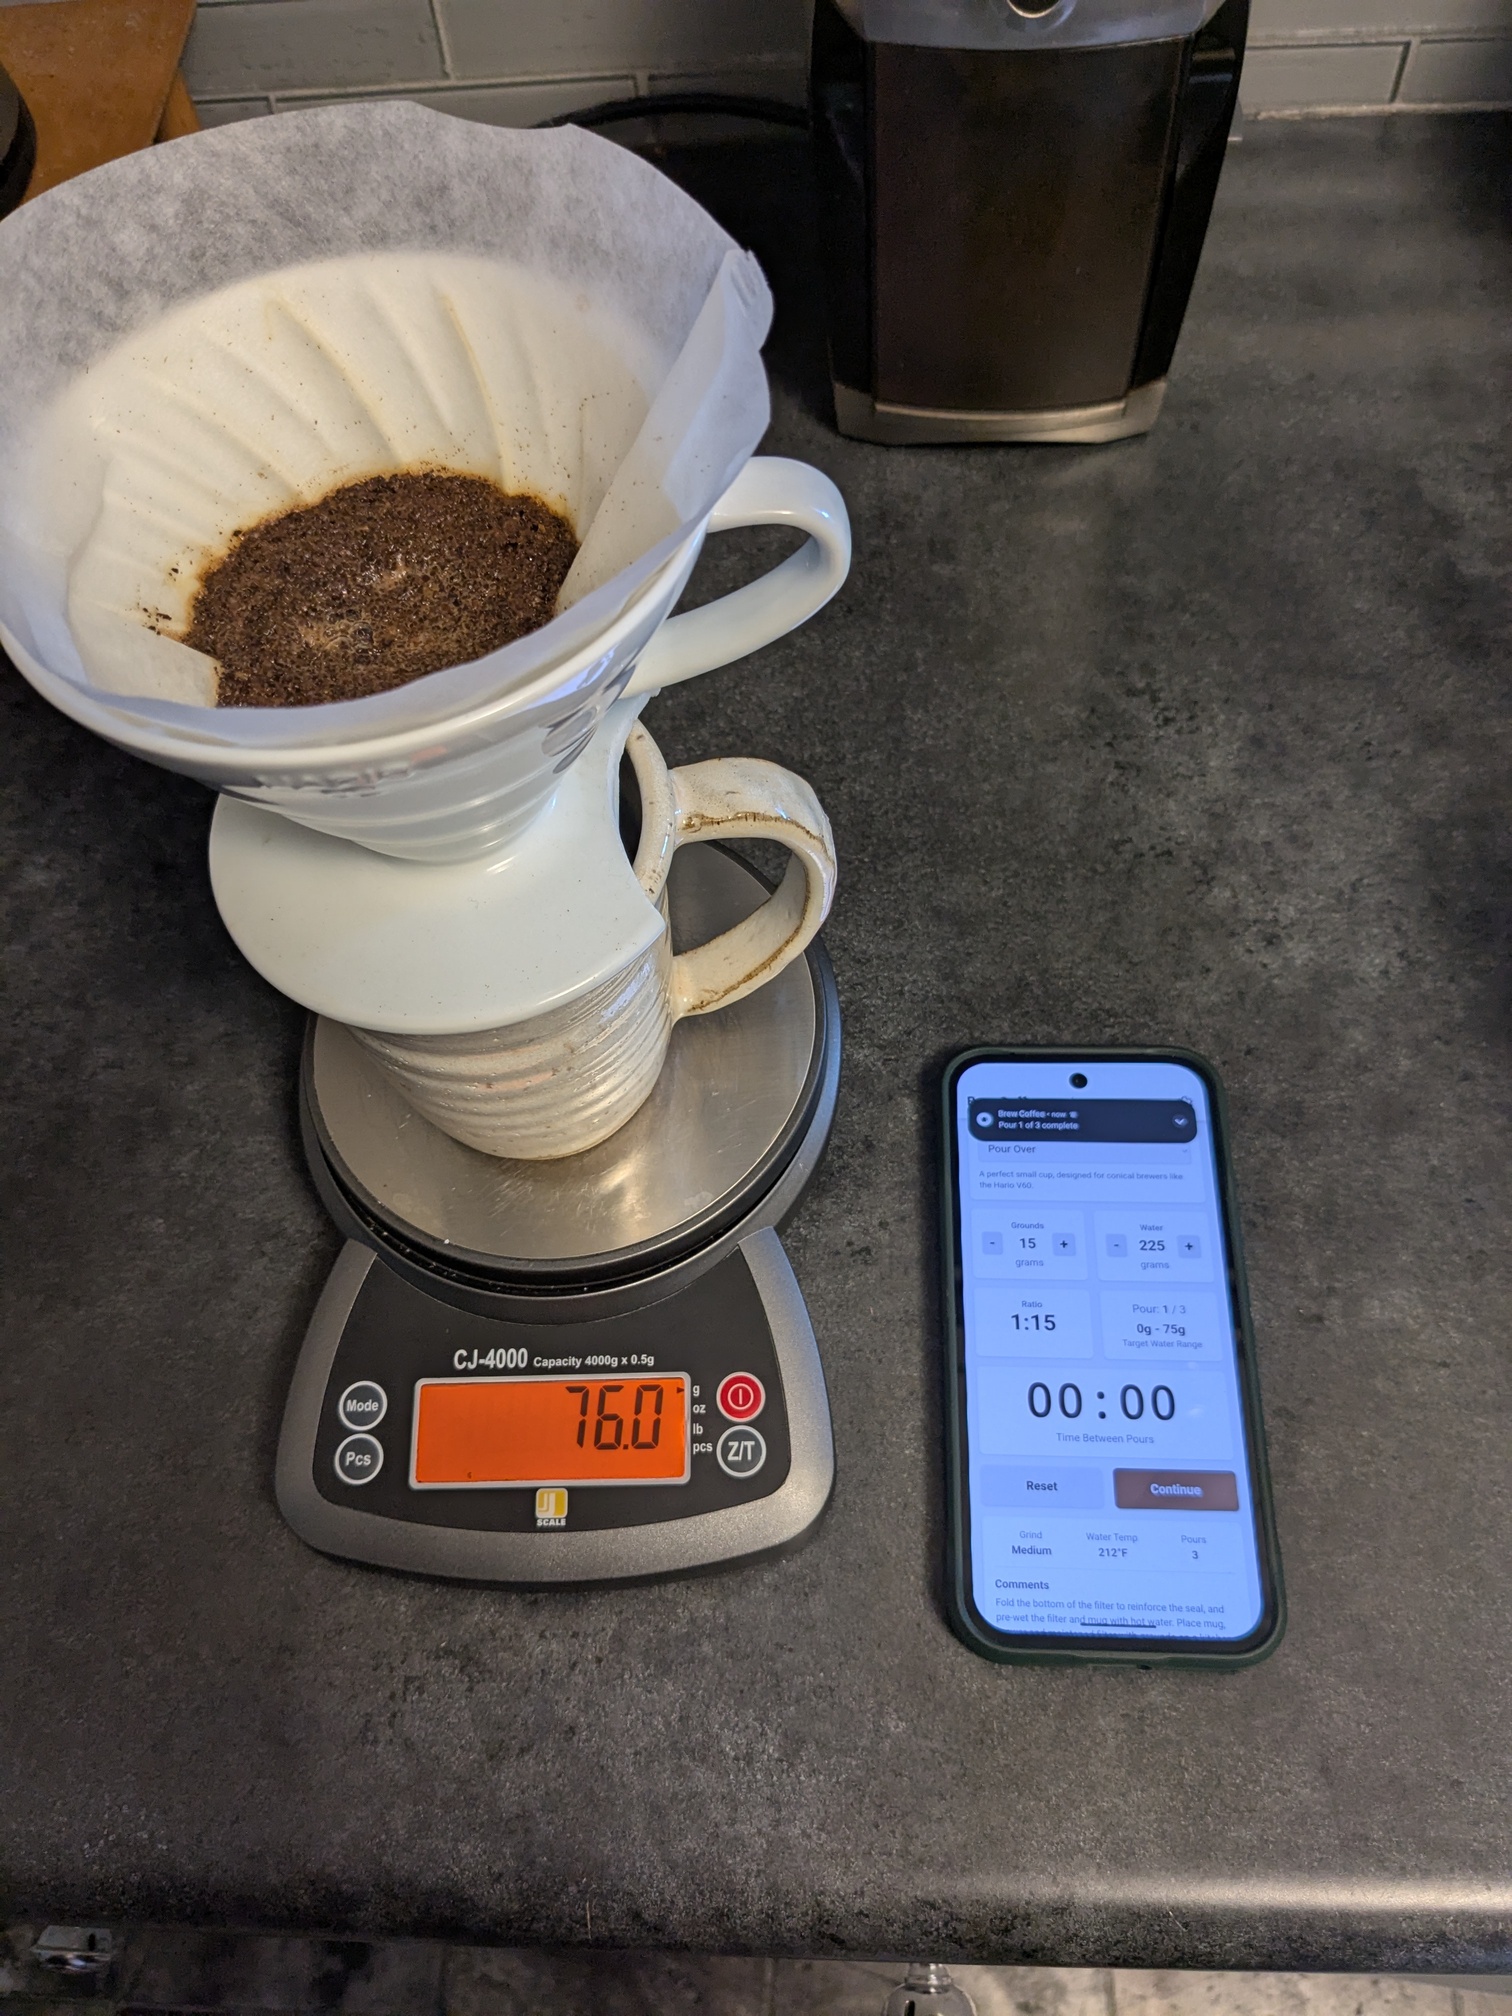 HARIO
CJ-4000 Capacity 4000g x 0.5g
Mode
Pcs
76.0
g
oz
lb
pcs
Z/T
JJ
SCALE
Brew Coffee • now
Pour 1 of 3 complete
Pour Over
A perfect small cup, designed for conical brewers like
the Hario V60.
Grounds
- 15 +
grams
Water
- 225 +
grams
Ratio
1:15
Pour: 1 / 3
0g - 75g
Target Water Range
00:00
Time Between Pours
Reset
Continue
Grind
Medium
Water Temp
212°F
Pours
3
Comments
Fold the bottom of the filter to reinforce the seal, and
pre-wet the filter and mug with hot water. Place mug,